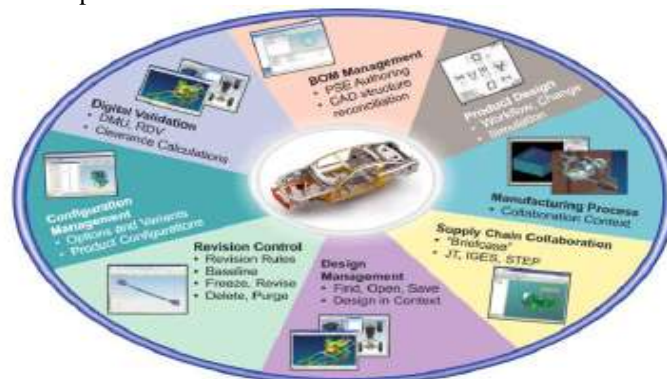 BOM Management
• PSE Authoring
• CAD structure
reconciliation
Product Design
• Workflow, Change
• Simulation
Manufacturing Process
• Collaboration Context
Supply Chain Collaboration
• "Briefcase"
• JT, IGES, STEP
Design
Management
• Find, Open, Save
• Design in Context
Revision Control
• Revision Rules
• Baseline
• Freeze, Revise
• Delete, Purge
Configuration
Management
• Options and Variants
• Product Configurations
Digital Validation
• DMU, RDV
• Clearance Calculations